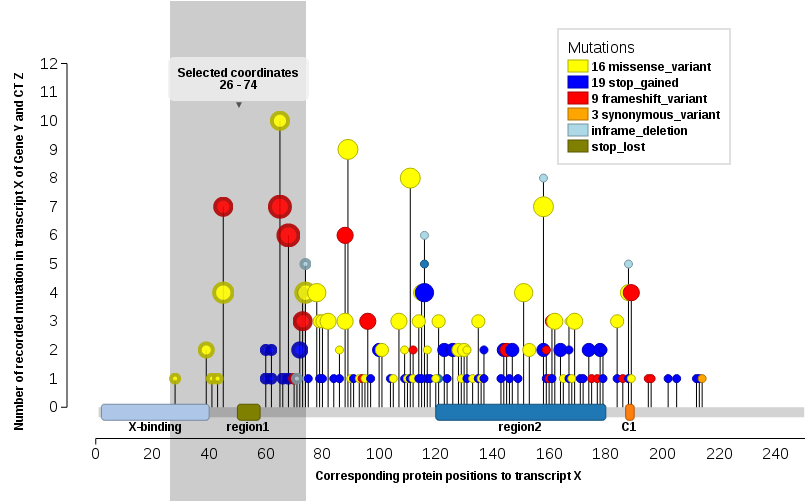 Selected coordinates
26 - 74
Mutations
16 missense_variant
19 stop_gained
9 frameshift_variant
3 synonymous_variant
inframe_deletion
stop_lost
Number of recorded mutation in transcript X of Gene Y and CT Z
12
11
10
9
8
7
6
5
4
3
2
1
0
X-binding
region1
region2
C1
0
20
40
60
80
100
120
140
160
180
200
220
240
Corresponding protein positions to transcript X